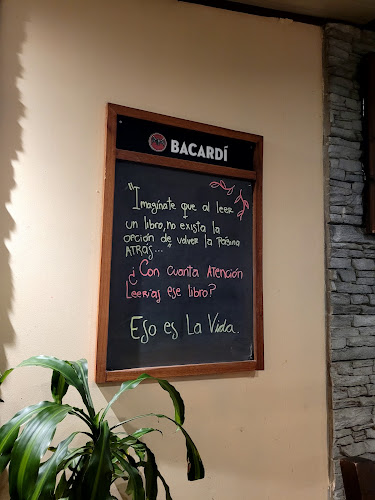 BACARDÍ
"Imagínate que al leer
un libro, no exista la
opción de volver la página
ATRÁS..."
¿Con cuanta Atención
Leerías ese libro?
Eso es La Vida.